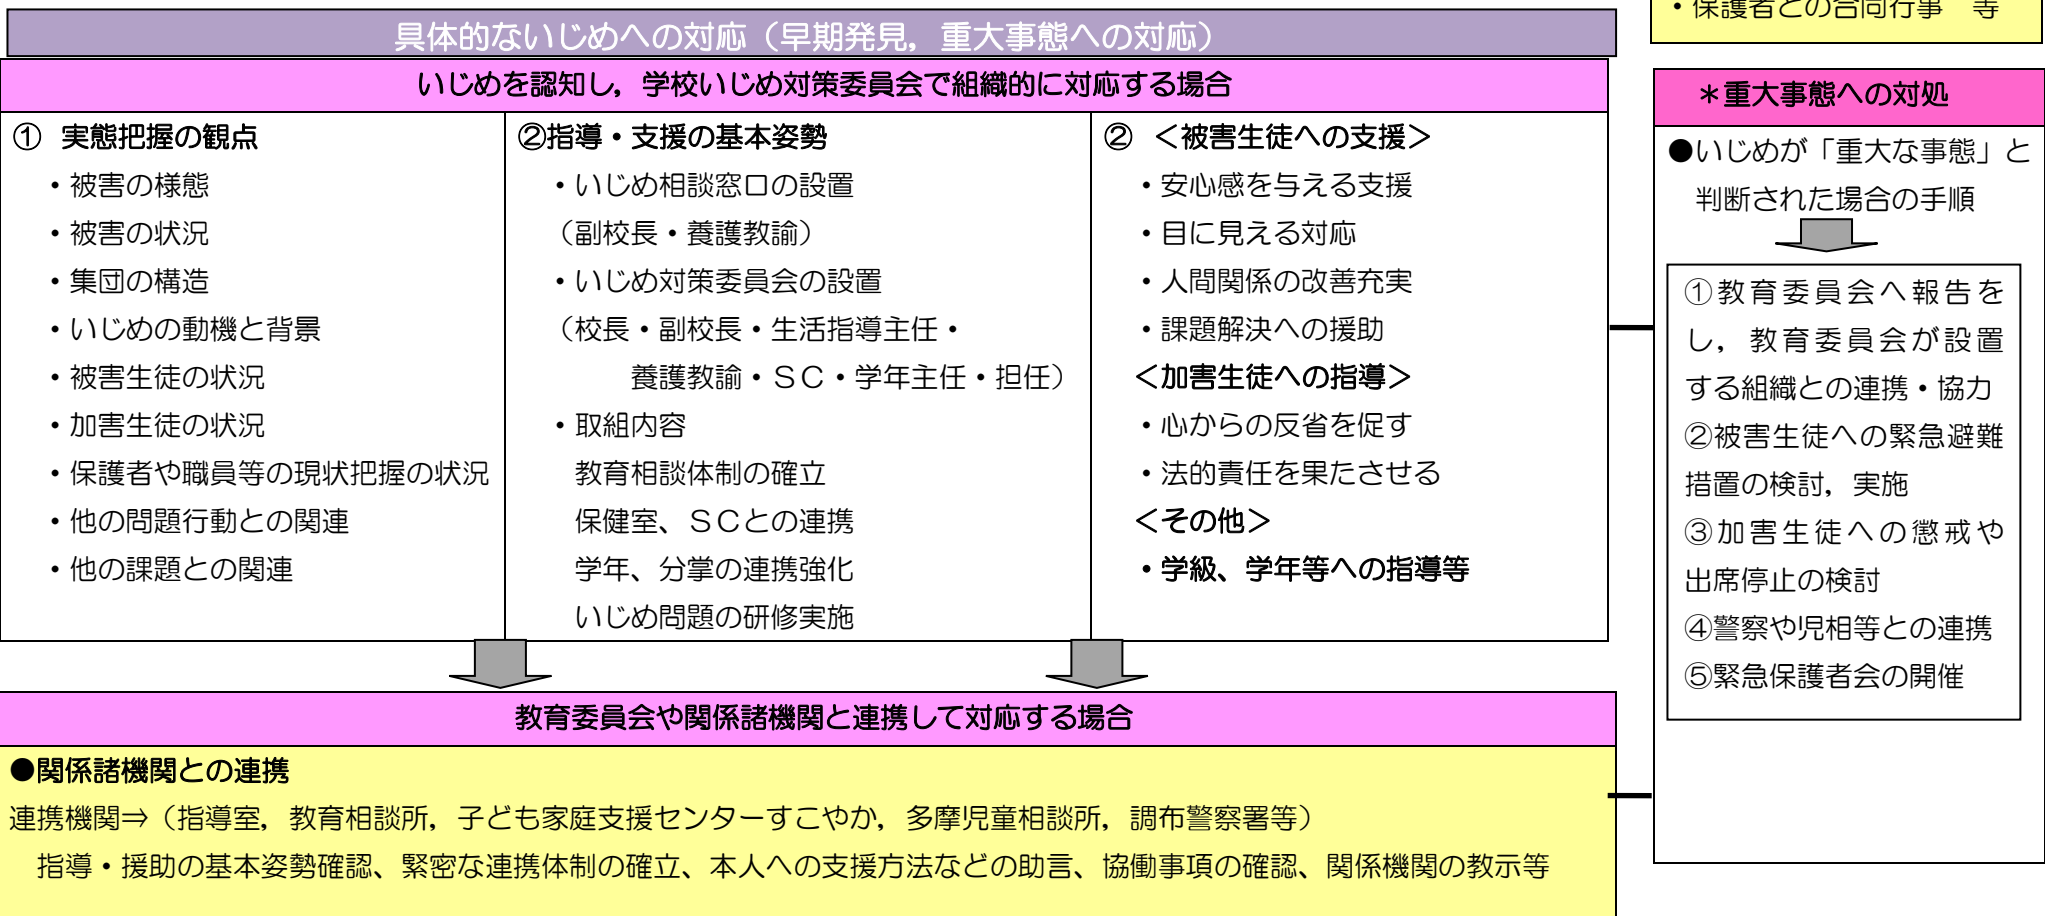 具体的ないじめへの対応（早期発見，重大事態への対応）
いじめを認知し，学校いじめ対策委員会で組織的に対応する場合
① 実態把握の観点
・被害の様態
・被害の状況
・集団の構造
・いじめの動機と背景
・被害生徒の状況
・加害生徒の状況
・保護者や職員等の現状把握の状況
・他の問題行動との関連
・他の課題との関連
②指導・支援の基本姿勢
・いじめ相談窓口の設置
（副校長・養護教諭）
・いじめ対策委員会の設置
（校長・副校長・生活指導主任・
養護教諭・ＳＣ・学年主任・担任）
・取組内容
教育相談体制の確立
保健室、ＳＣとの連携
学年、分掌の連携強化
いじめ問題の研修実施
② ＜被害生徒への支援＞
・安心感を与える支援
・目に見える対応
・人間関係の改善充実
・課題解決への援助
＜加害生徒への指導＞
・心からの反省を促す
・法的責任を果たさせる
＜その他＞
・学級、学年等への指導等
教育委員会や関係諸機関と連携して対応する場合
●関係諸機関との連携
連携機関⇒（指導室，教育相談所，子ども家庭支援センターすこやか，多摩児童相談所，調布警察署等）
指導・援助の基本姿勢確認、緊密な連携体制の確立、本人への支援方法などの助言、協働事項の確認、関係機関の教示等
・保護者との合同行事　等
＊重大事態への対処
●いじめが「重大な事態」と
判断された場合の手順
①教育委員会へ報告を
し，教育委員会が設置
する組織との連携・協力
②被害生徒への緊急避難
措置の検討，実施
③加害生徒への懲戒や
出席停止の検討
④警察や児相等との連携
⑤緊急保護者会の開催